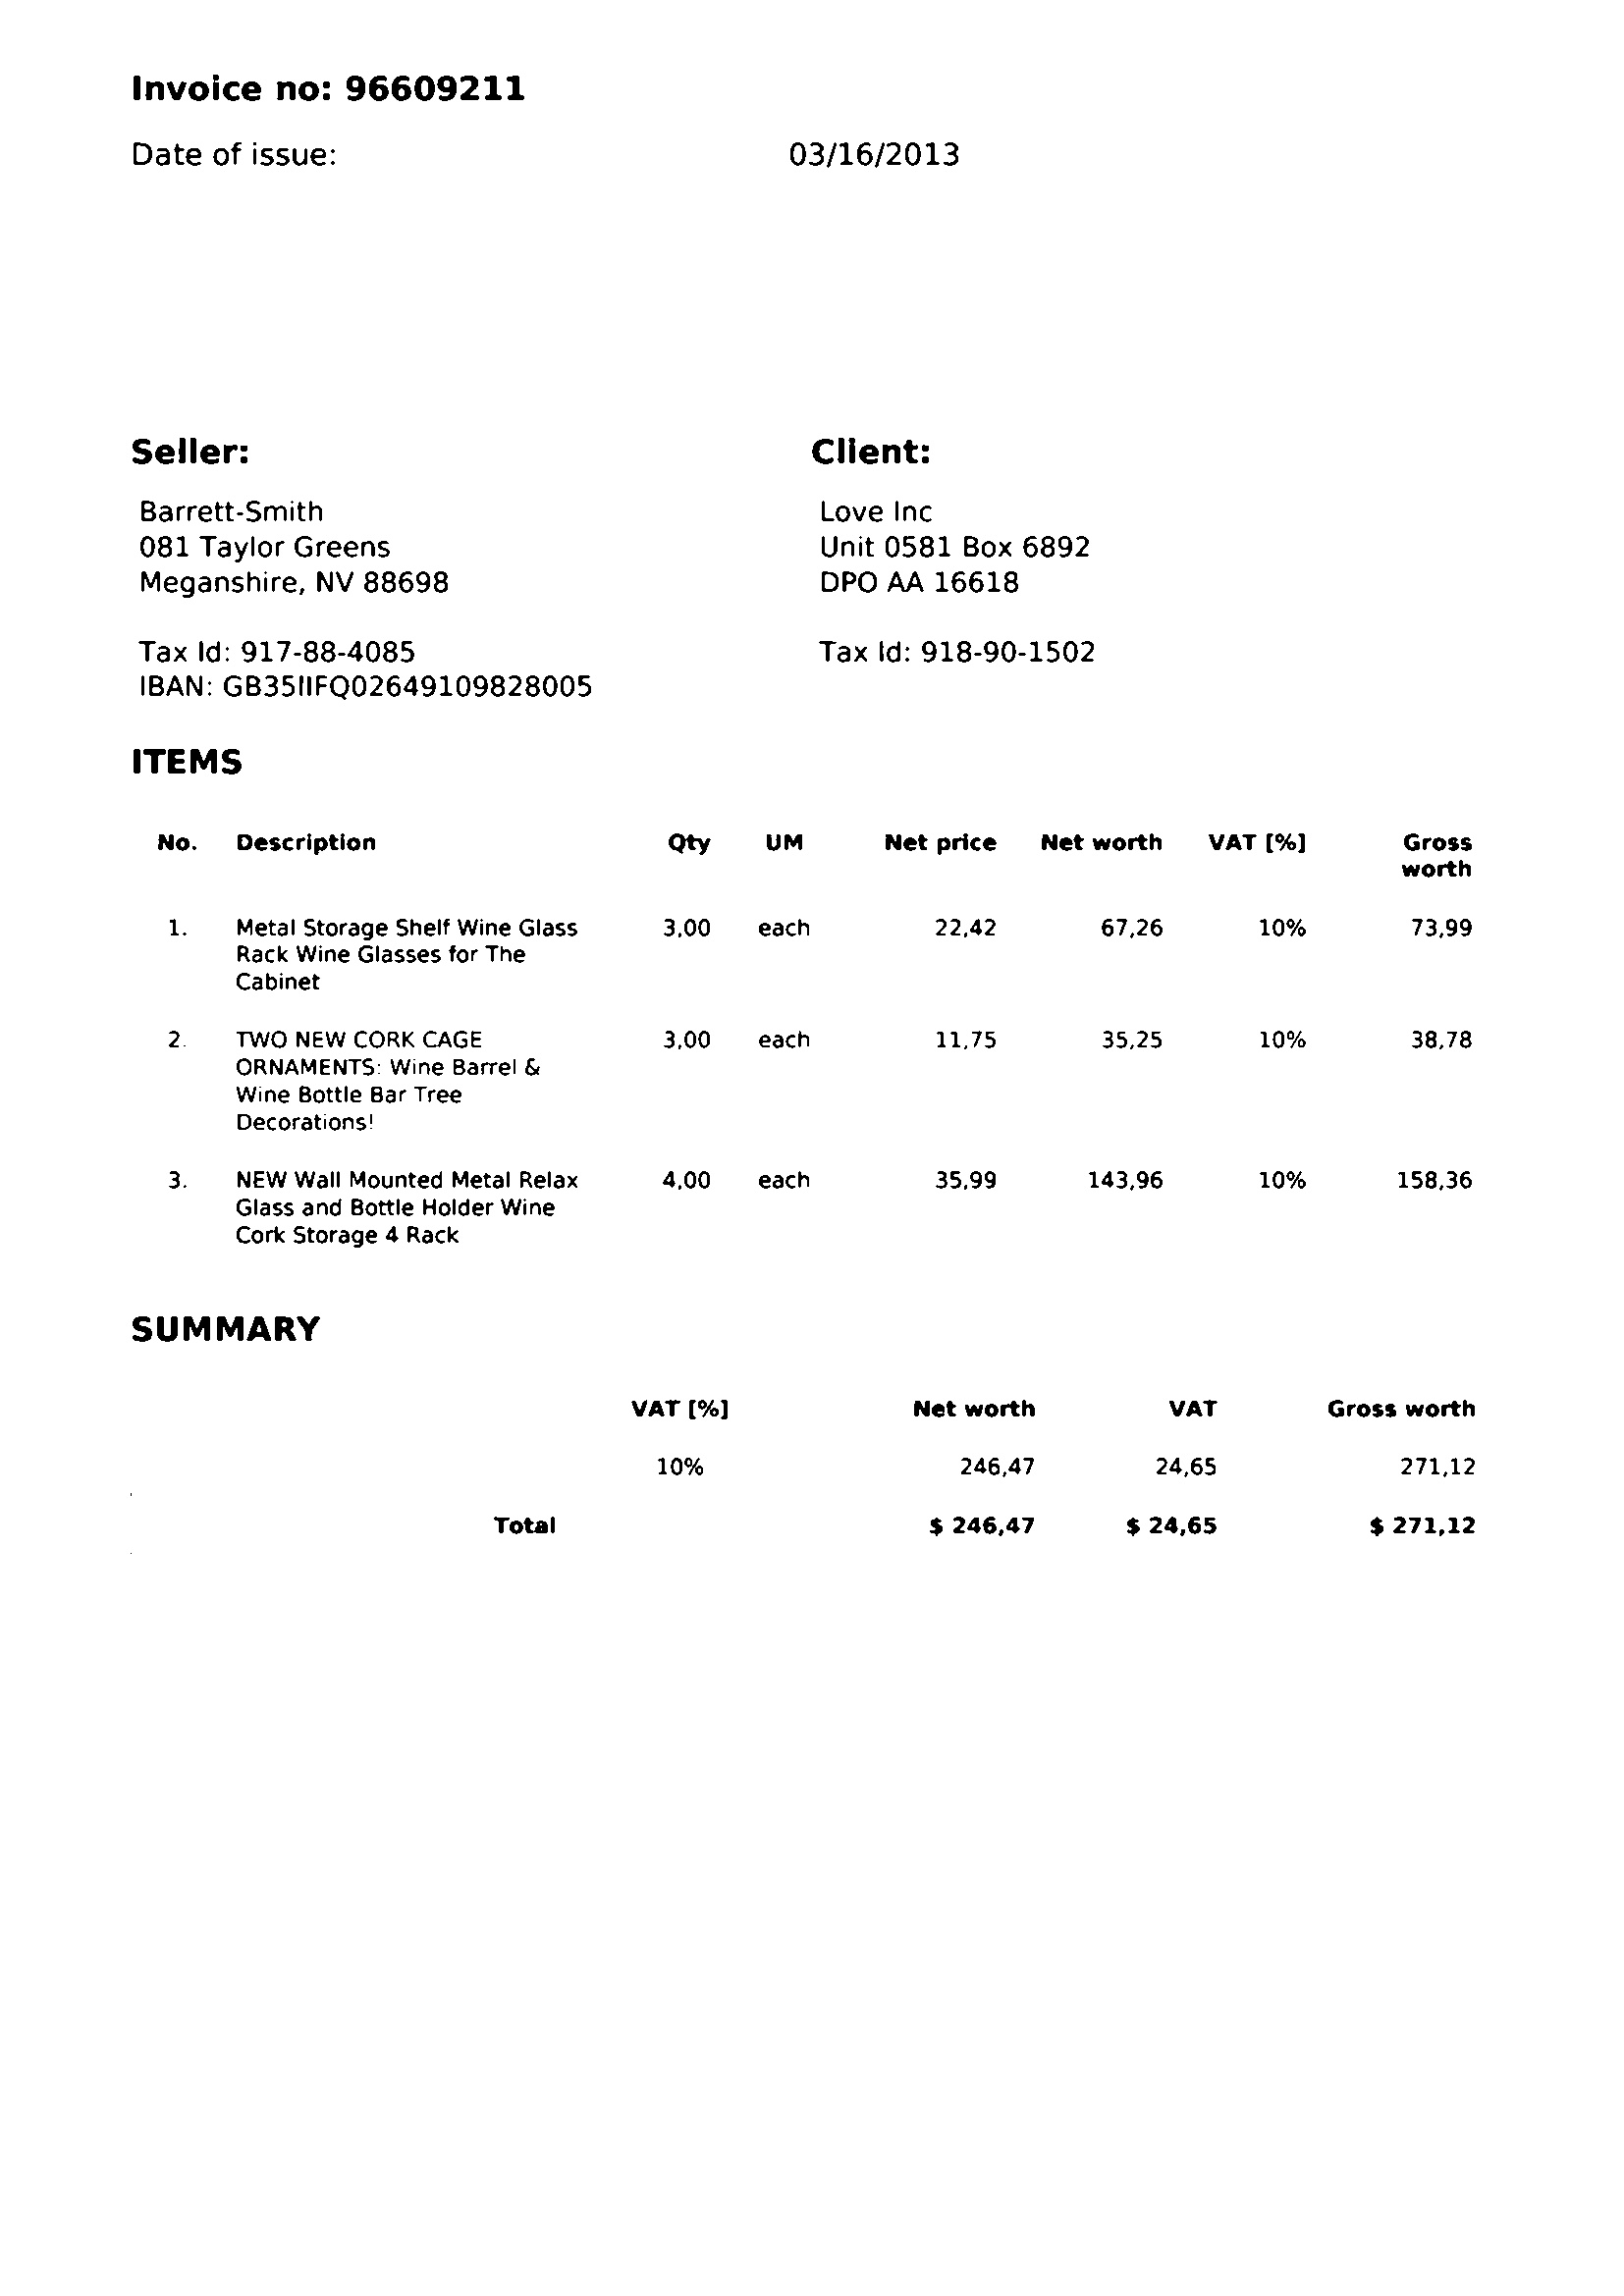 Invoice no: 96609211
Date of issue: 03/16/2013
Seller: Client:
Barrett-Smith Love Inc
081 Taylor Greens Unit 0581 Box 6892
Meganshire, NV 88698 DPO AA 16618
Tax Id: 917-88-4085 Tax Id: 918-90-1502
IBAN: GB35IIFQ02649109828005
ITEMS
No. Description Qty UM Net price Net worth VAT [%] Gross
worth
1. Metal Storage Shelf Wine Glass 3,00 each 22,42 67,26 10% 73,99
Rack Wine Glasses for The
Cabinet
2. TWO NEW CORK CAGE 3,00 each 11,75 35,25 10% 38,78
ORNAMENTS: Wine Barrel &
Wine Bottle Bar Tree
Decorations!
3. NEW Wall Mounted Metal Relax 4,00 each 35,99 143,96 10% 158,36
Glass and Bottle Holder Wine
Cork Storage 4 Rack
SUMMARY
VAT [%] Net worth VAT Gross worth
10% 246,47 24,65 271,12
Total $ 246,47 $ 24,65 $ 271,12